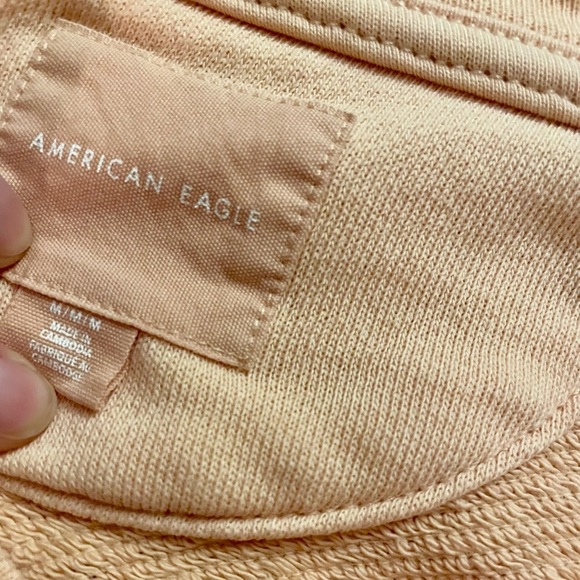 AMERICAN EAGLE
M/M/M
MADE IN
CAMBODIA
FABRIQUÉ AU
CAMBODGE